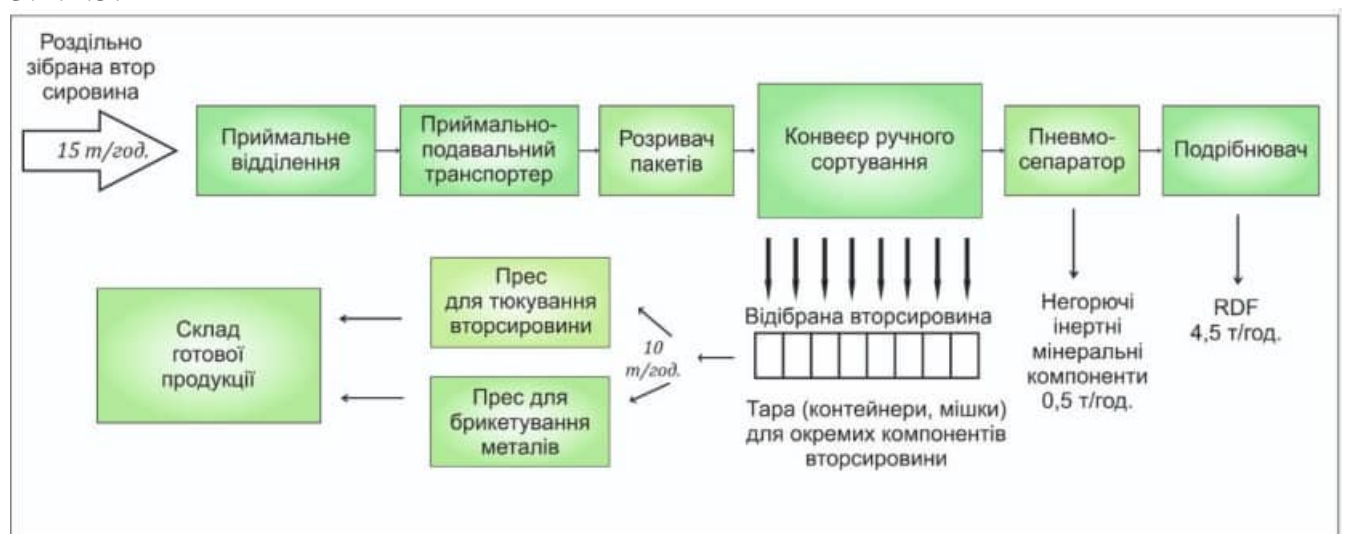 Роздільно
зібрана втор
сировина
15 т/год.
Приймальне
відділення
Приймально-
подавальний
транспортер
Розривач
пакетів
Конвеєр ручного
сортування
Пневмо-
сепаратор
Подрібнювач
Негорючі
інертні
мінеральні
компоненти
0,5 т/год.
RDF
4,5 т/год.
Відібрана вторсировина
Тара (контейнери, мішки)
для окремих компонентів
вторсировини
10
т/год.
Прес
для тюкування
вторсировини
Прес для
брикетування
металів
Склад
готової
продукції